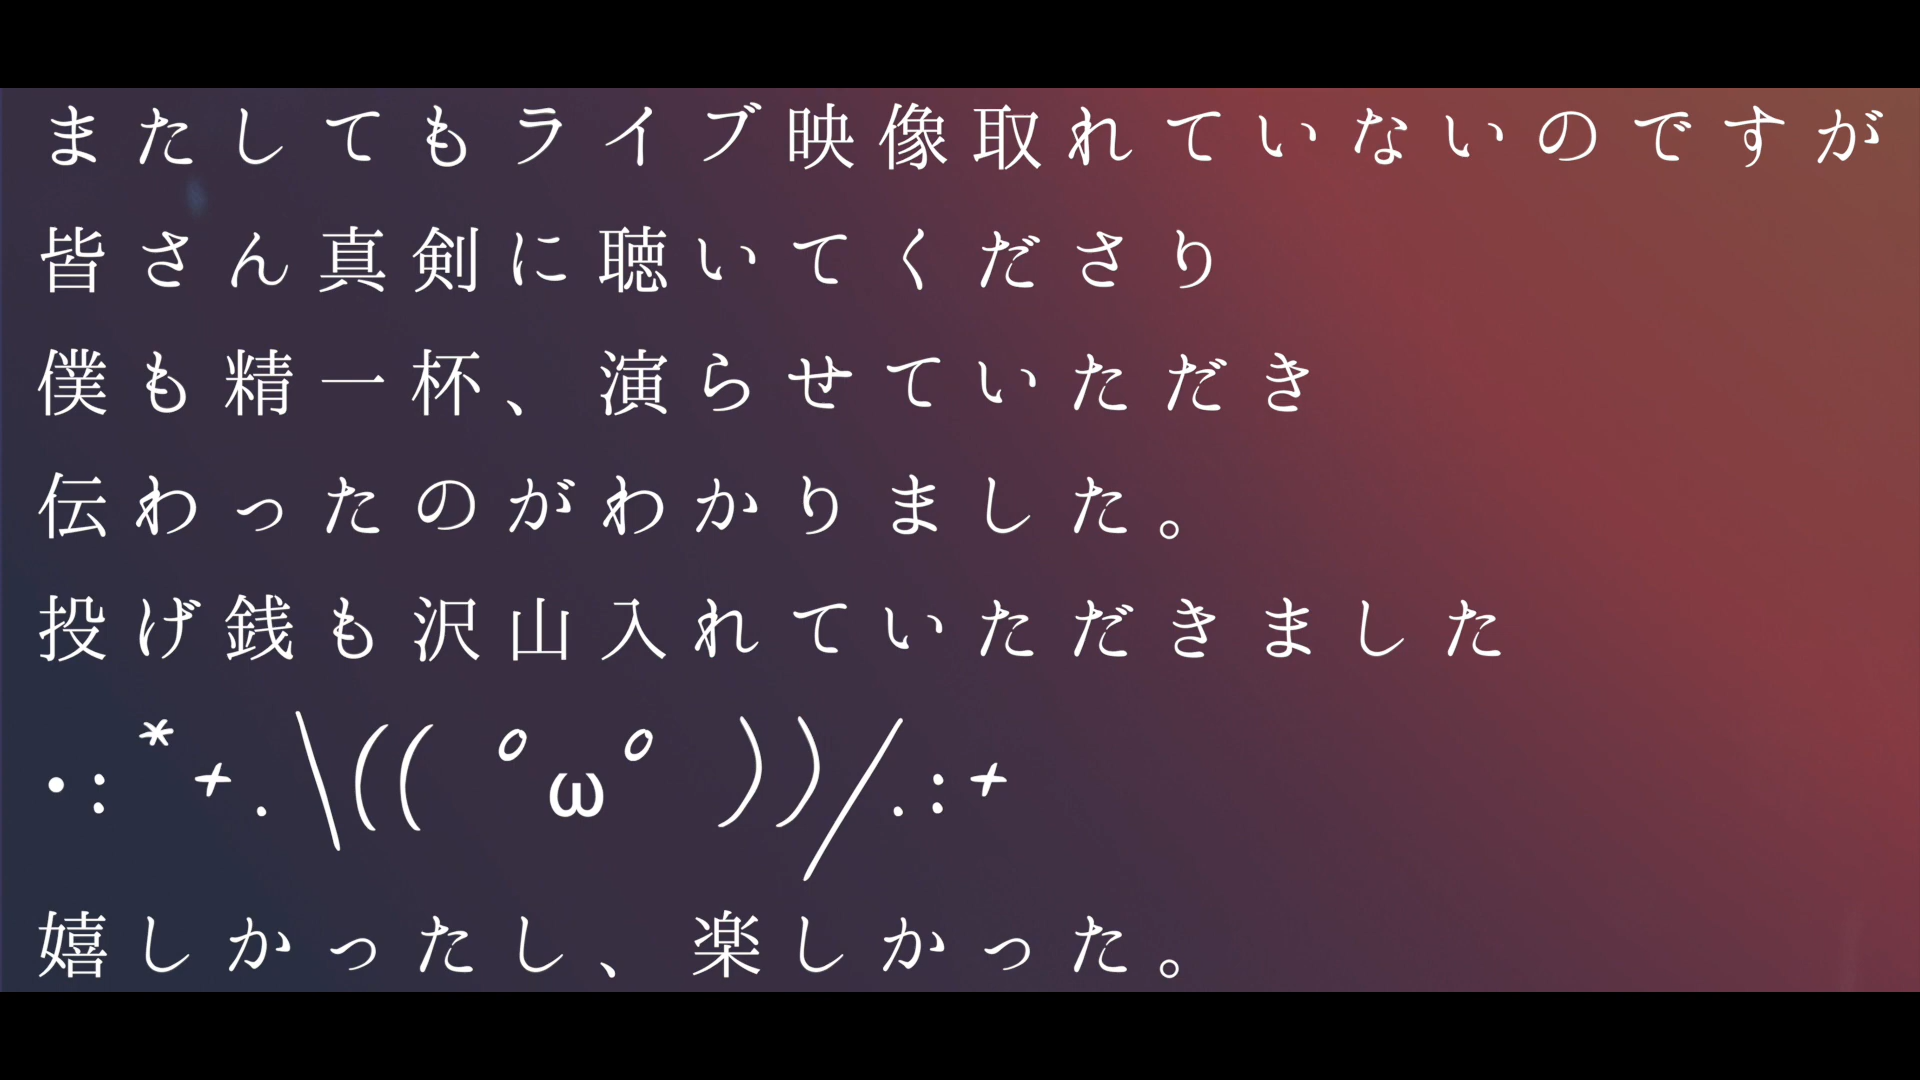 またしてもライブ映像取れていないのですが
皆さん真剣に聴いてくださり
僕も精一杯、演らせていただき
伝わったのがわかりました。
投げ銭も沢山入れていただきました
・:*+.\(( °ω° ))/.:+
嬉しかったし、楽しかった。